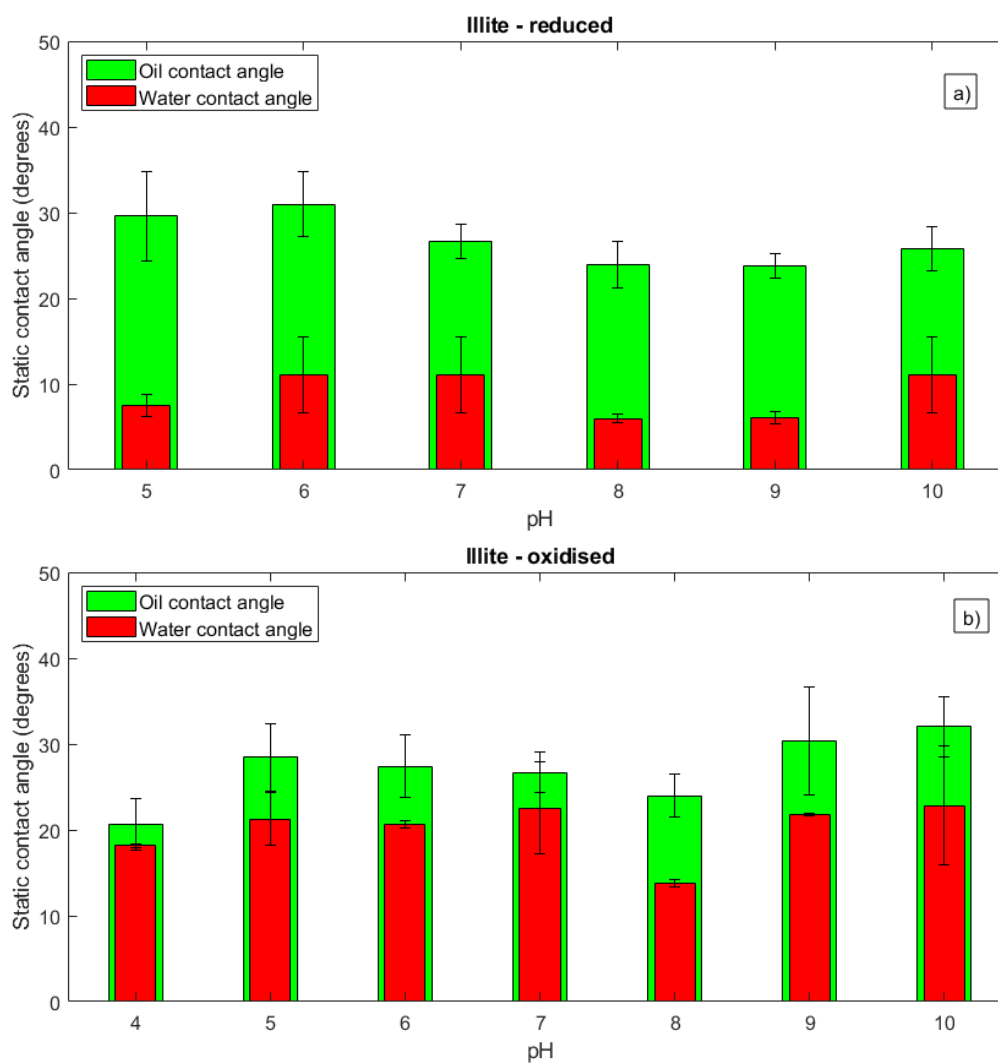 Illite - reduced
50
40
30
20
10
0
Static contact angle (degrees)
Oil contact angle
Water contact angle
a)
5 6 7 8 9 10
pH
Illite - oxidised
50
40
30
20
10
0
Static contact angle (degrees)
Oil contact angle
Water contact angle
b)
4 5 6 7 8 9 10
pH